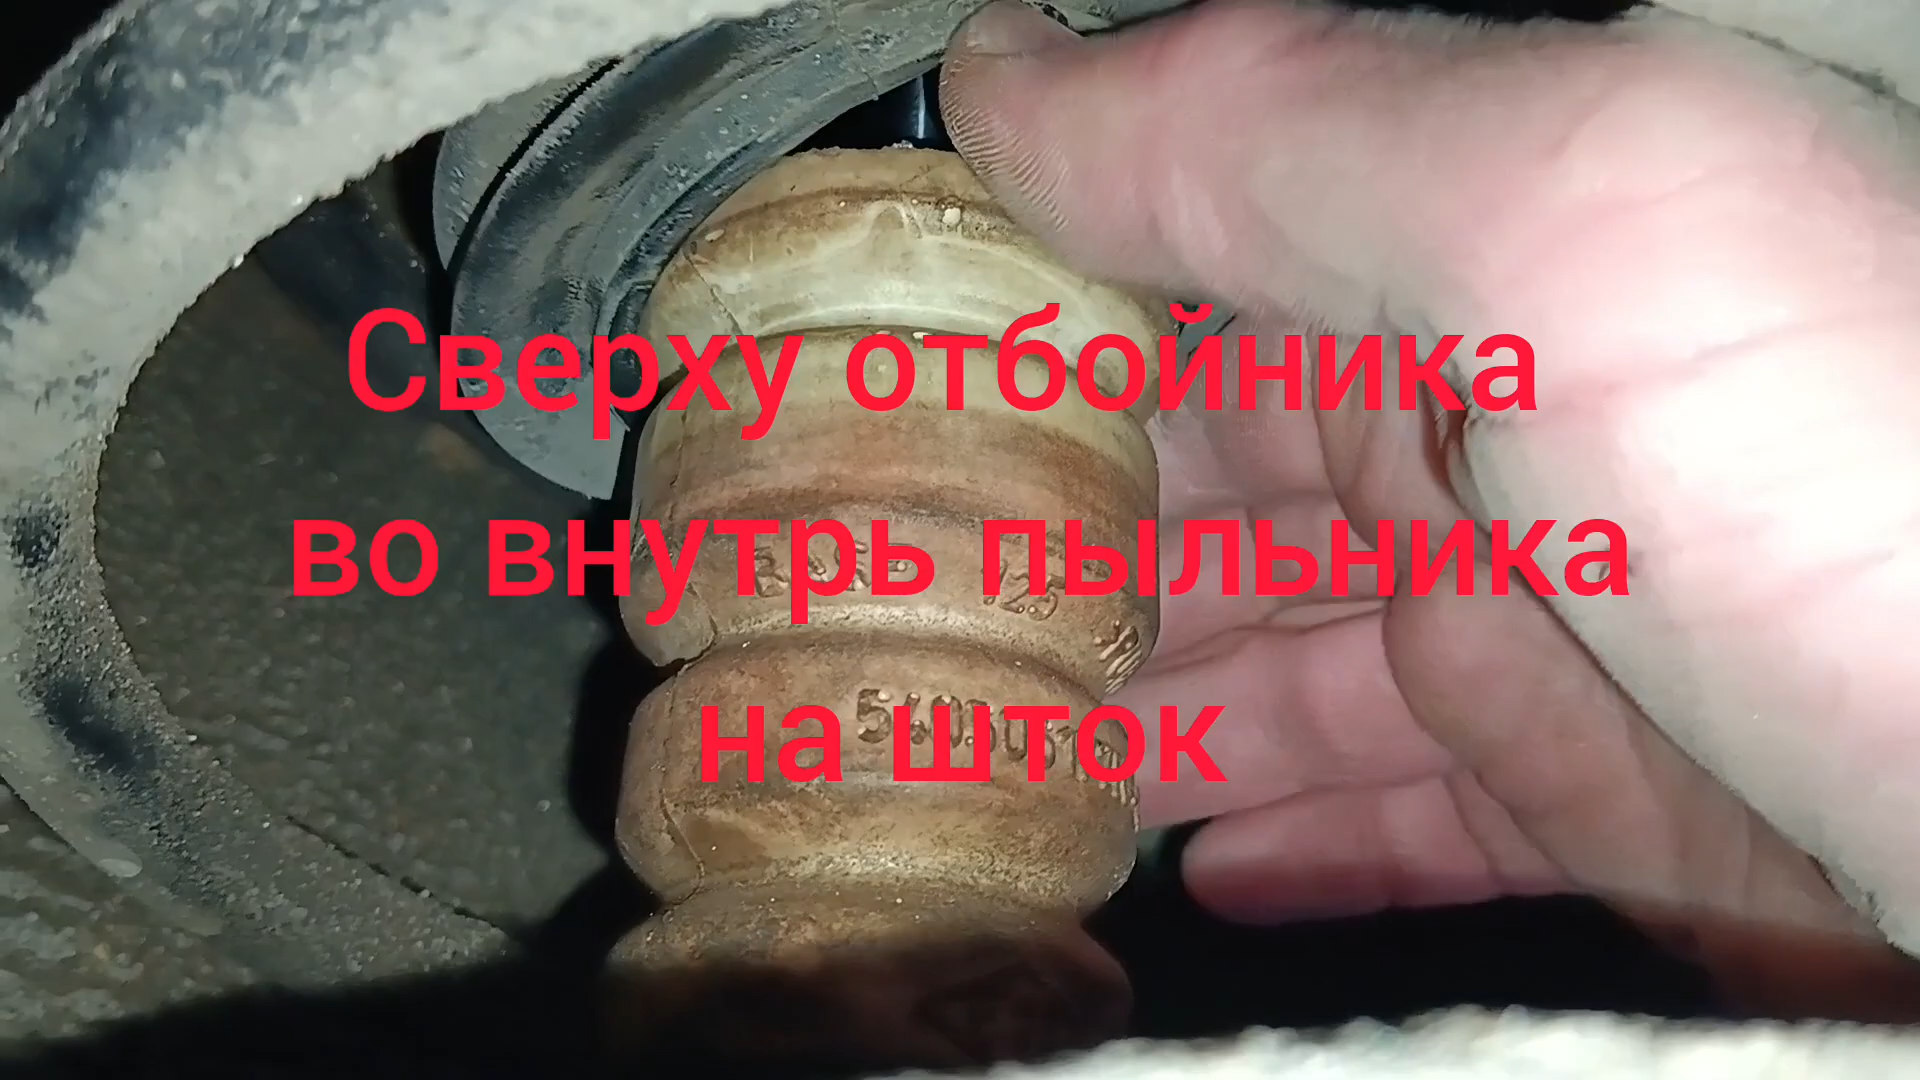 Сверху отбойника
во внутрь пыльника
на шток